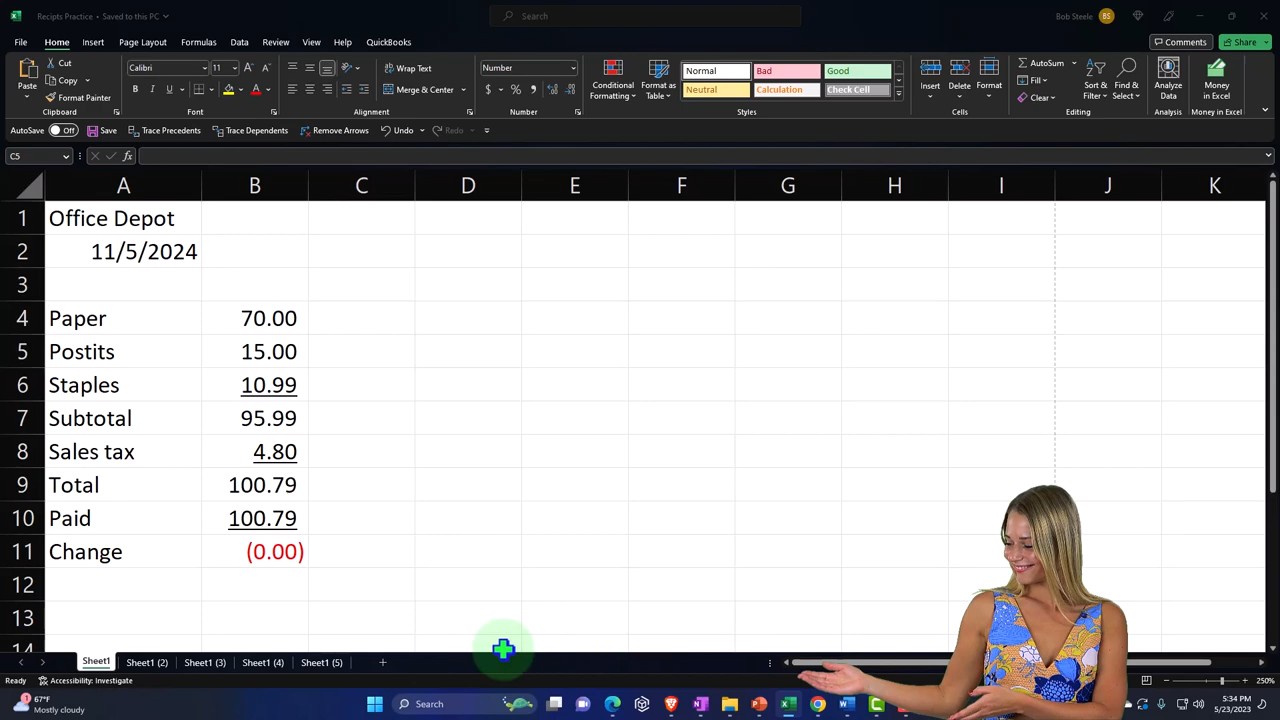 Recipts Practice • Saved to this PC
Search
Bob Steele BS
File Home Insert Page Layout Formulas Data Review View Help QuickBooks
Comments Share
Paste
Cut
Copy
Format Painter
Clipboard
Calibri 11
B I U
Font
Wrap Text
Merge & Center
Alignment
Number
Number
Conditional Formatting
Format as Table
Normal Bad Good
Neutral Calculation Check Cell
Styles
Insert Delete Format
Cells
AutoSum
Fill
Clear
Sort & Filter
Find & Select
Editing
Analyze Data
Analysis
Money in Excel
Money in Excel
AutoSave Off Save Trace Precedents Trace Dependents Remove Arrows Undo Redo
C5 fx
A B C D E F G H I J K
1 Office Depot
2 11/5/2024
3
4 Paper 70.00
5 Postits 15.00
6 Staples 10.99
7 Subtotal 95.99
8 Sales tax 4.80
9 Total 100.79
10 Paid 100.79
11 Change (0.00)
12
13
14
Sheet1 Sheet1 (2) Sheet1 (3) Sheet1 (4) Sheet1 (5)
Ready Accessibility: Investigate 250%
67°F
Mostly cloudy
Search
5:34 PM
5/23/2023